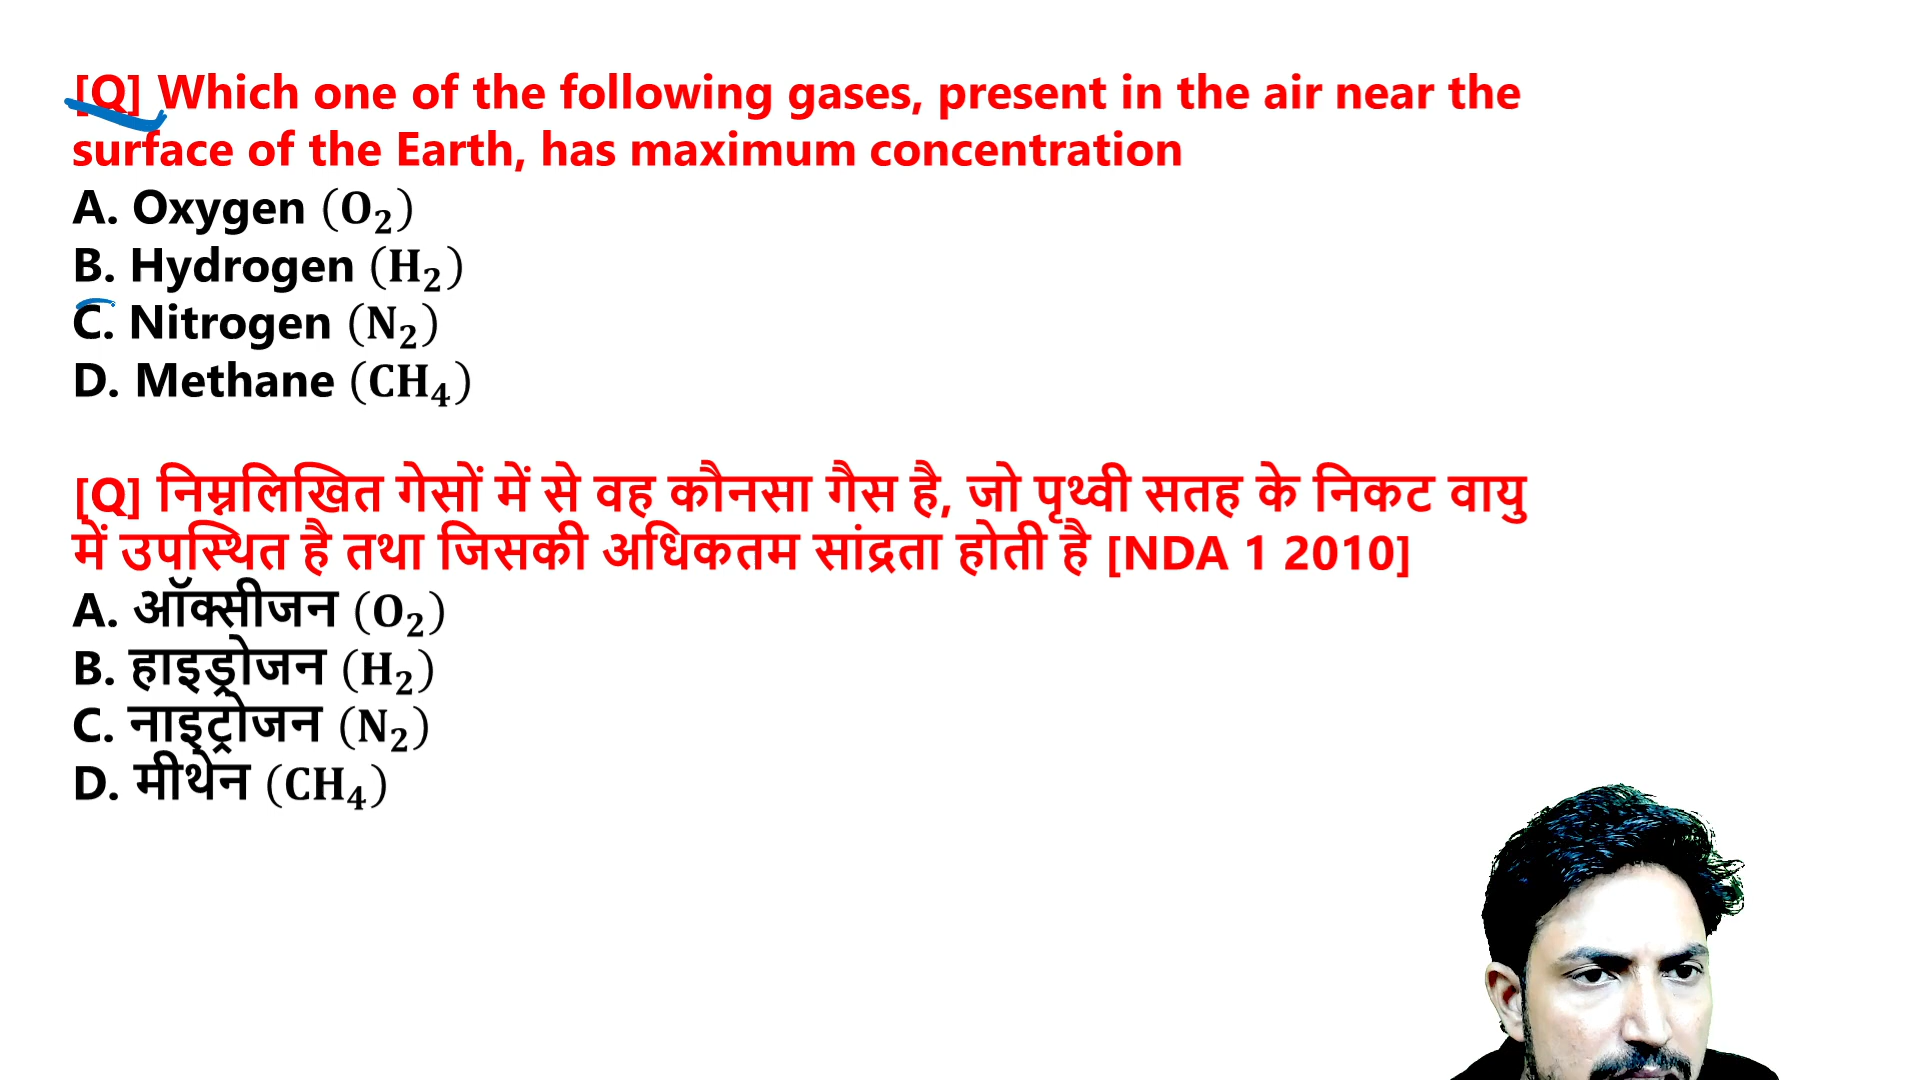 [Q] Which one of the following gases, present in the air near the
surface of the Earth, has maximum concentration
A. Oxygen (O₂)
B. Hydrogen (H₂)
C. Nitrogen (N₂)
D. Methane (CH₄)
[Q] निम्नलिखित गेसों में से वह कौनसा गैस है, जो पृथ्वी सतह के निकट वायु
में उपस्थित है तथा जिसकी अधिकतम सांद्रता होती है [NDA 1 2010]
A. ऑक्सीजन (O₂)
B. हाइड्रोजन (H₂)
C. नाइट्रोजन (N₂)
D. मीथेन (CH₄)